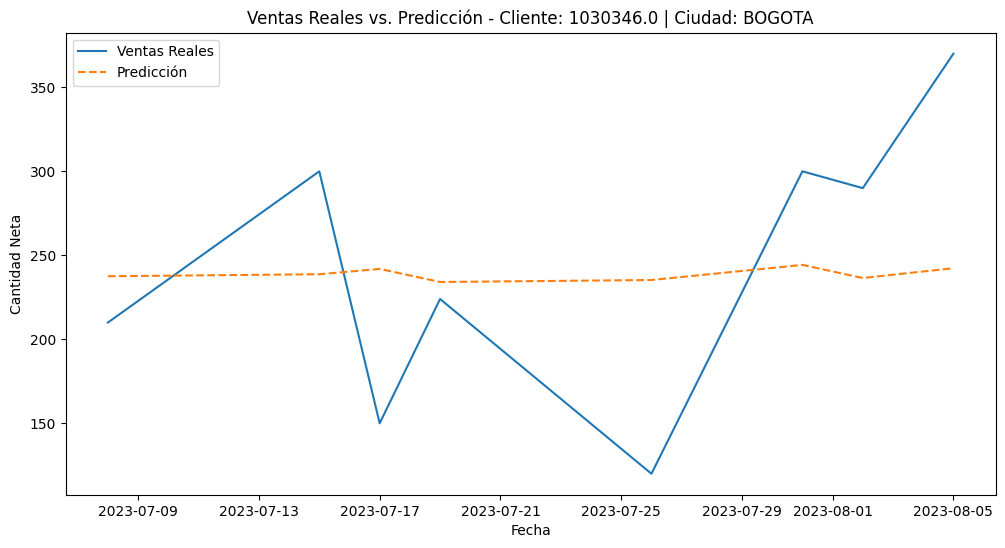 Ventas Reales vs. Predicción - Cliente: 1030346.0 | Ciudad: BOGOTA
Ventas Reales
Predicción
Cantidad Neta
350
300
250
200
150
2023-07-09 2023-07-13 2023-07-17 2023-07-21 2023-07-25 2023-07-29 2023-08-01 2023-08-05
Fecha